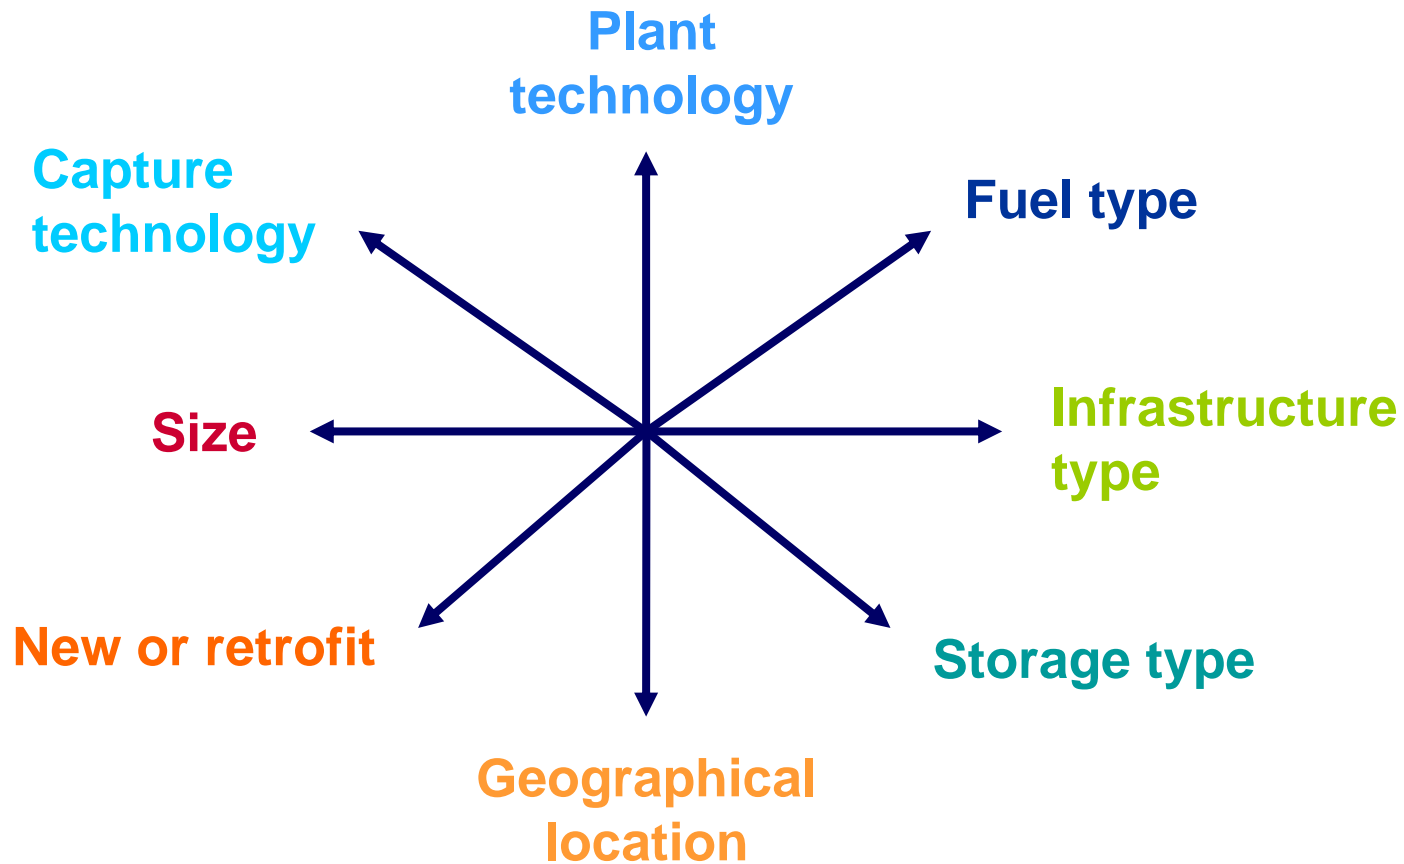 Plant
technology
Capture
technology
Fuel type
Size
Infrastructure
type
New or retrofit
Storage type
Geographical
location